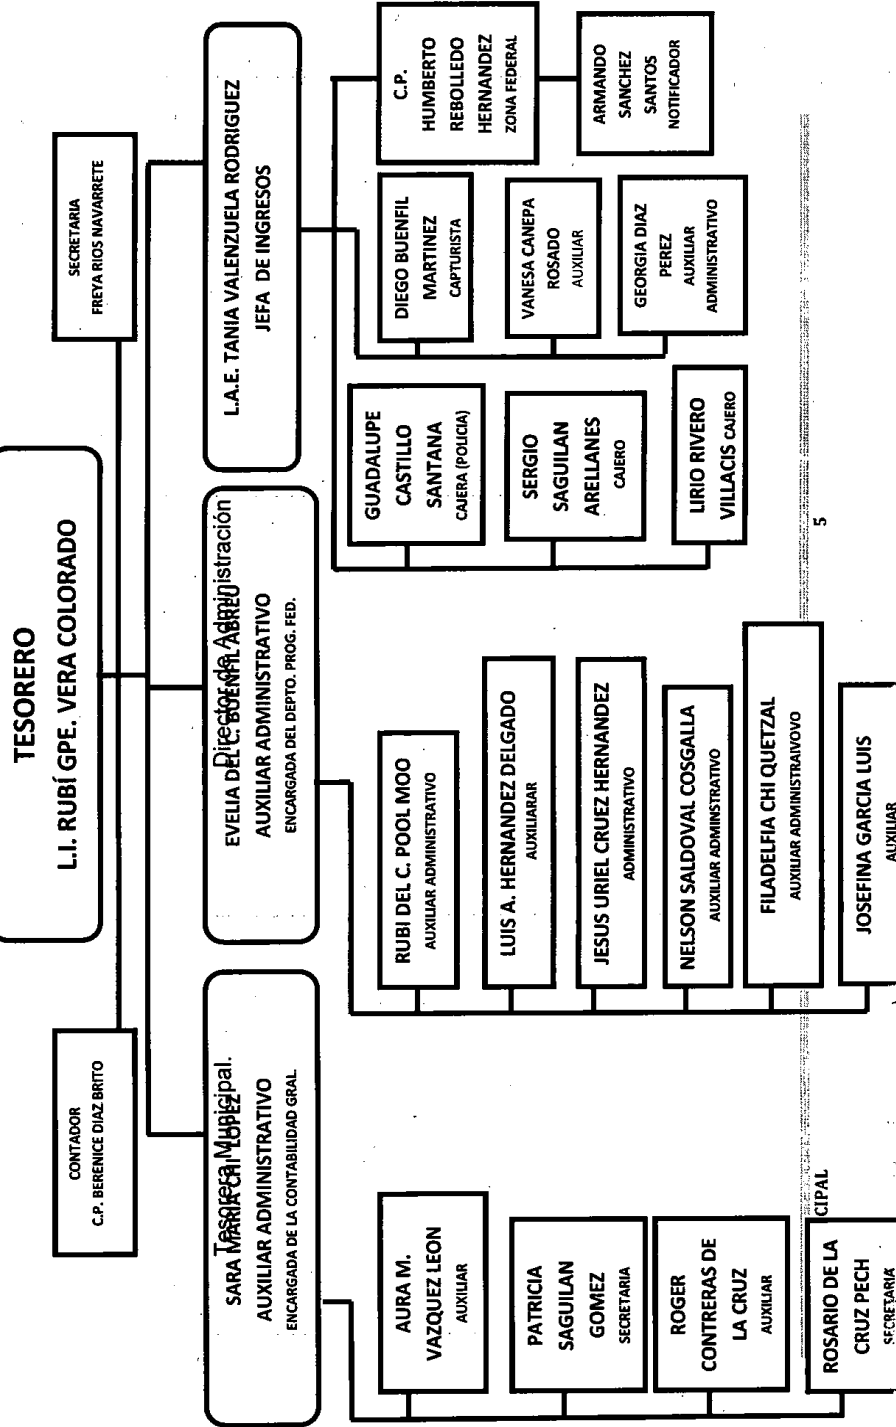 TESORERO
L.I. RUBÍ GPE. VERA COLORADO
CONTADOR
C.P. BERENICE DIAZ BRITO
SECRETARIA
FREYA RIOS NAVARRETE
Tesorera Municipal.
SARA MARIA CHI LOPEZ
AUXILIAR ADMINISTRATIVO
ENCARGADA DE LA CONTABILIDAD GRAL.
Director de Administración
EVELIA DEL C. BUENFIL ABREU
AUXILIAR ADMINISTRATIVO
ENCARGADA DEL DEPTO. PROG. FED.
L.A.E. TANIA VALENZUELA RODRIGUEZ
JEFA DE INGRESOS
AURA M.
VAZQUEZ LEON
AUXILIAR
PATRICIA
SAGUILAN
GOMEZ
SECRETARIA
ROGER
CONTRERAS DE
LA CRUZ
AUXILIAR
ROSARIO DE LA
CRUZ PECH
SECRETARIA
CIPAL
RUBI DEL C. POOL MOO
AUXILIAR ADMINISTRATIVO
LUIS A. HERNANDEZ DELGADO
AUXILIARAR
JESUS URIEL CRUEZ HERNANDEZ
ADMINISTRATIVO
NELSON SALDOVAL COSGALLA
AUXILIAR ADMINSTRATIVO
FILADELFIA CHI QUETZAL
AUXILIAR ADMINISTRAIVOVO
JOSEFINA GARCIA LUIS
AUXILIAR
GUADALUPE
CASTILLO
SANTANA
CAJERA (POLICIA)
SERGIO
SAGUILAN
ARELLANES
CAJERO
LIRIO RIVERO
VILLACIS CAJERO
DIEGO BUENFIL
MARTINEZ
CAPTURISTA
VANESA CANEPA
ROSADO
AUXILIAR
GEORGIA DIAZ
PEREZ
AUXILIAR
ADMINISTRATIVO
C.P.
HUMBERTO
REBOLLEDO
HERNANDEZ
ZONA FEDERAL
ARMANDO
SANCHEZ
SANTOS
NOTIFICADOR
5